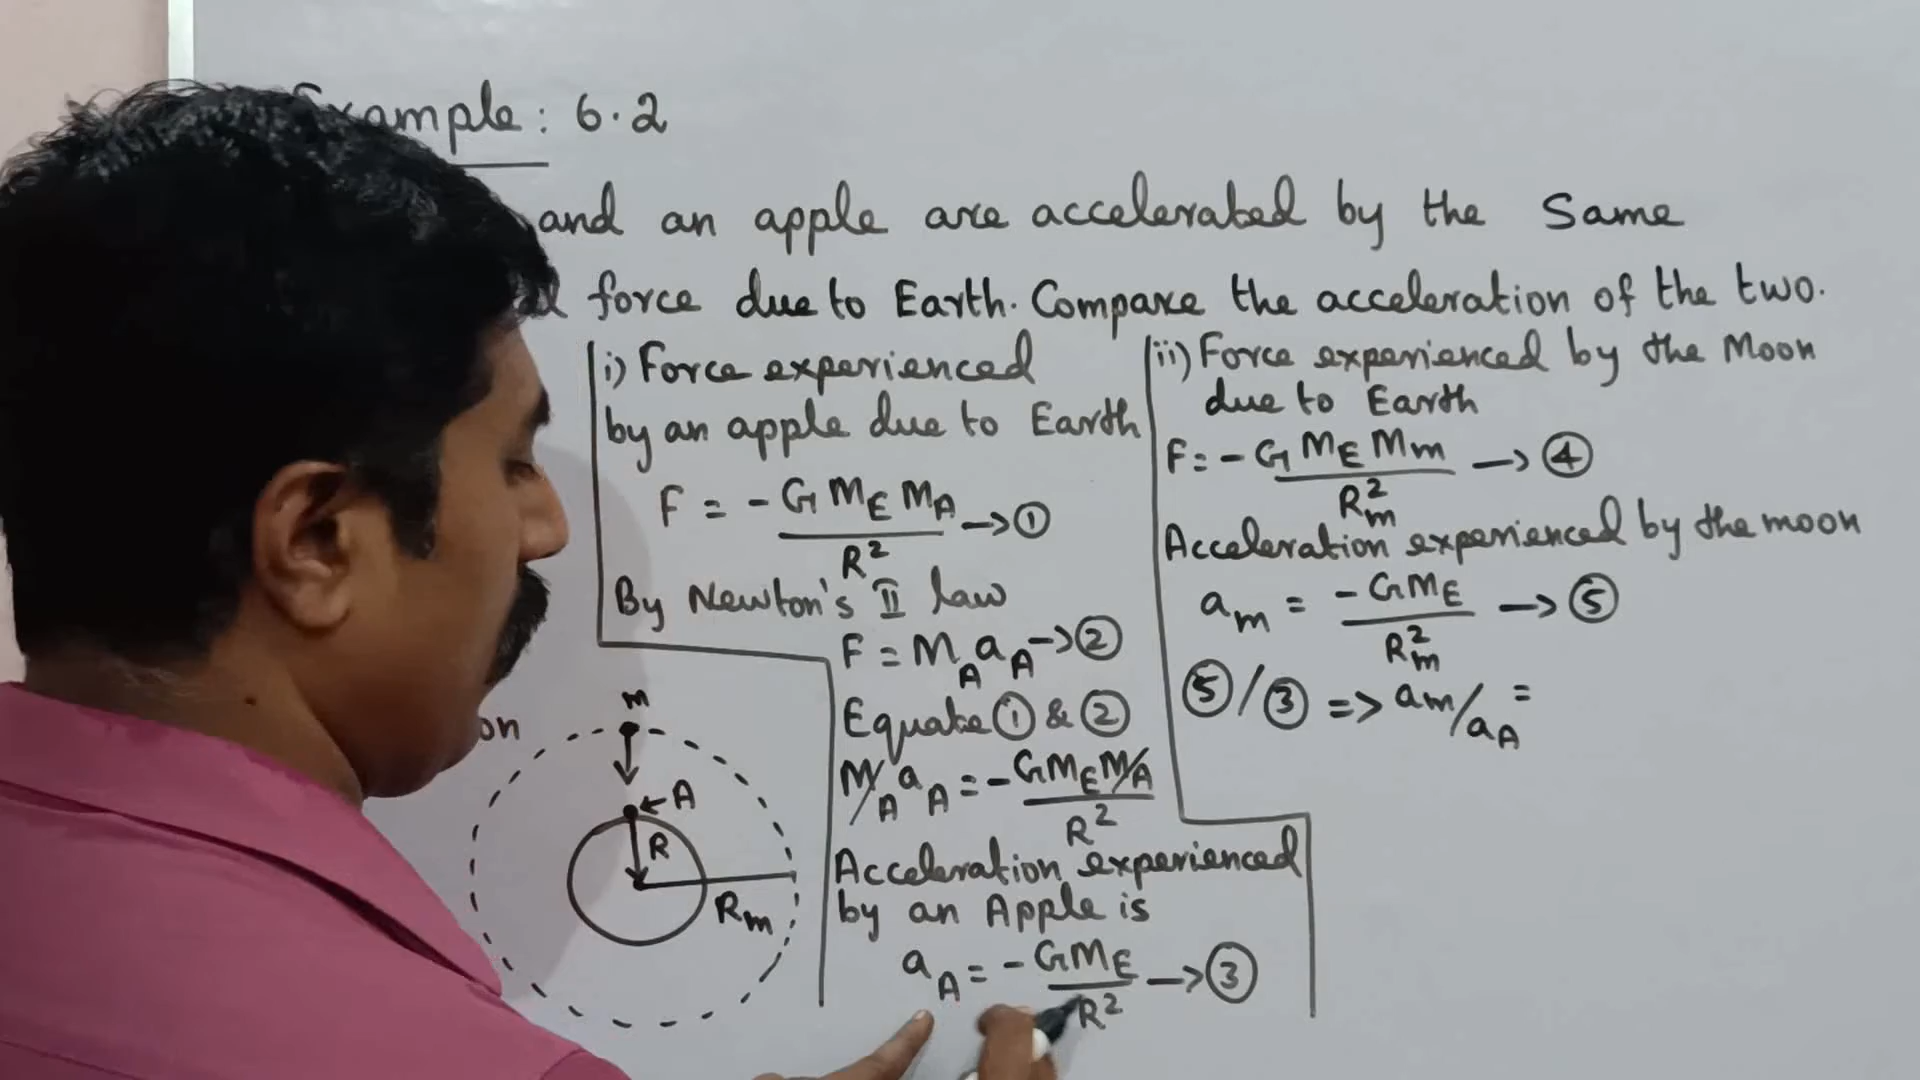 ample: 6.2
and an apple are accelerated by the Same
force due to Earth. Compare the acceleration of the two.
i) Force experienced
by an apple due to Earth
F = - G M_E M_A / R² → ①
By Newton's II law
F = M_A a_A → ②
Equate ① & ②
M_A a_A = - G M_E M_A / R²
Acceleration experienced
by an Apple is
a_A = - G M_E / R² → ③
ii) Force experienced by the Moon
due to Earth
F = - G M_E M_m / R_m² → ④
Acceleration experienced by the moon
a_m = - G M_E / R_m² → ⑤
⑤ / ③ => a_m / a_A =
on
m
A
R
R_m